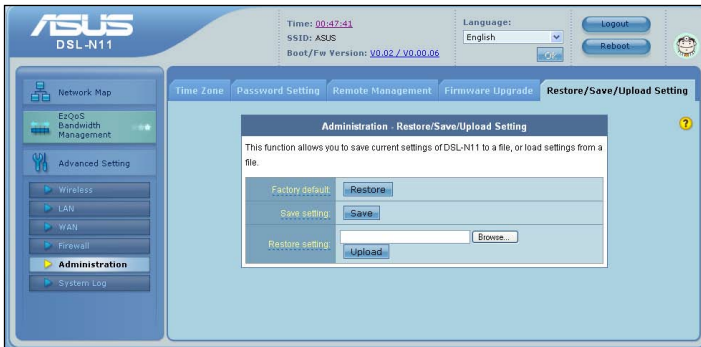 ASUS
DSL-N11
Time: 00:47:41
SSID: ASUS
Boot/Fw Version: V0.02 / V0.00.06
Language:
English
OK
Logout
Reboot
Network Map
EzQoS
Bandwidth
Management
Advanced Setting
Wireless
LAN
WAN
Firewall
Administration
System Log
Time Zone
Password Setting
Remote Management
Firmware Upgrade
Restore/Save/Upload Setting
?
Administration - Restore/Save/Upload Setting
This function allows you to save current settings of DSL-N11 to a file, or load settings from a
file.
Factory default: Restore
Save setting: Save
Restore setting: Browse...
Upload